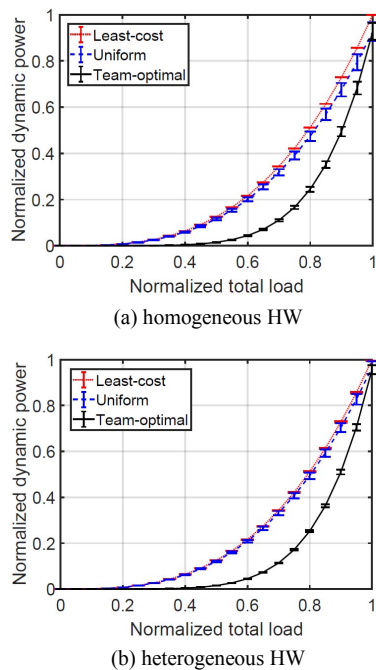 Normalized dynamic power
1
0.8
0.6
0.4
0.2
0
Least-cost
Uniform
Team-optimal
0 0.2 0.4 0.6 0.8 1
Normalized total load
(a) homogeneous HW
Normalized dynamic power
1
0.8
0.6
0.4
0.2
0
Least-cost
Uniform
Team-optimal
0 0.2 0.4 0.6 0.8 1
Normalized total load
(b) heterogeneous HW